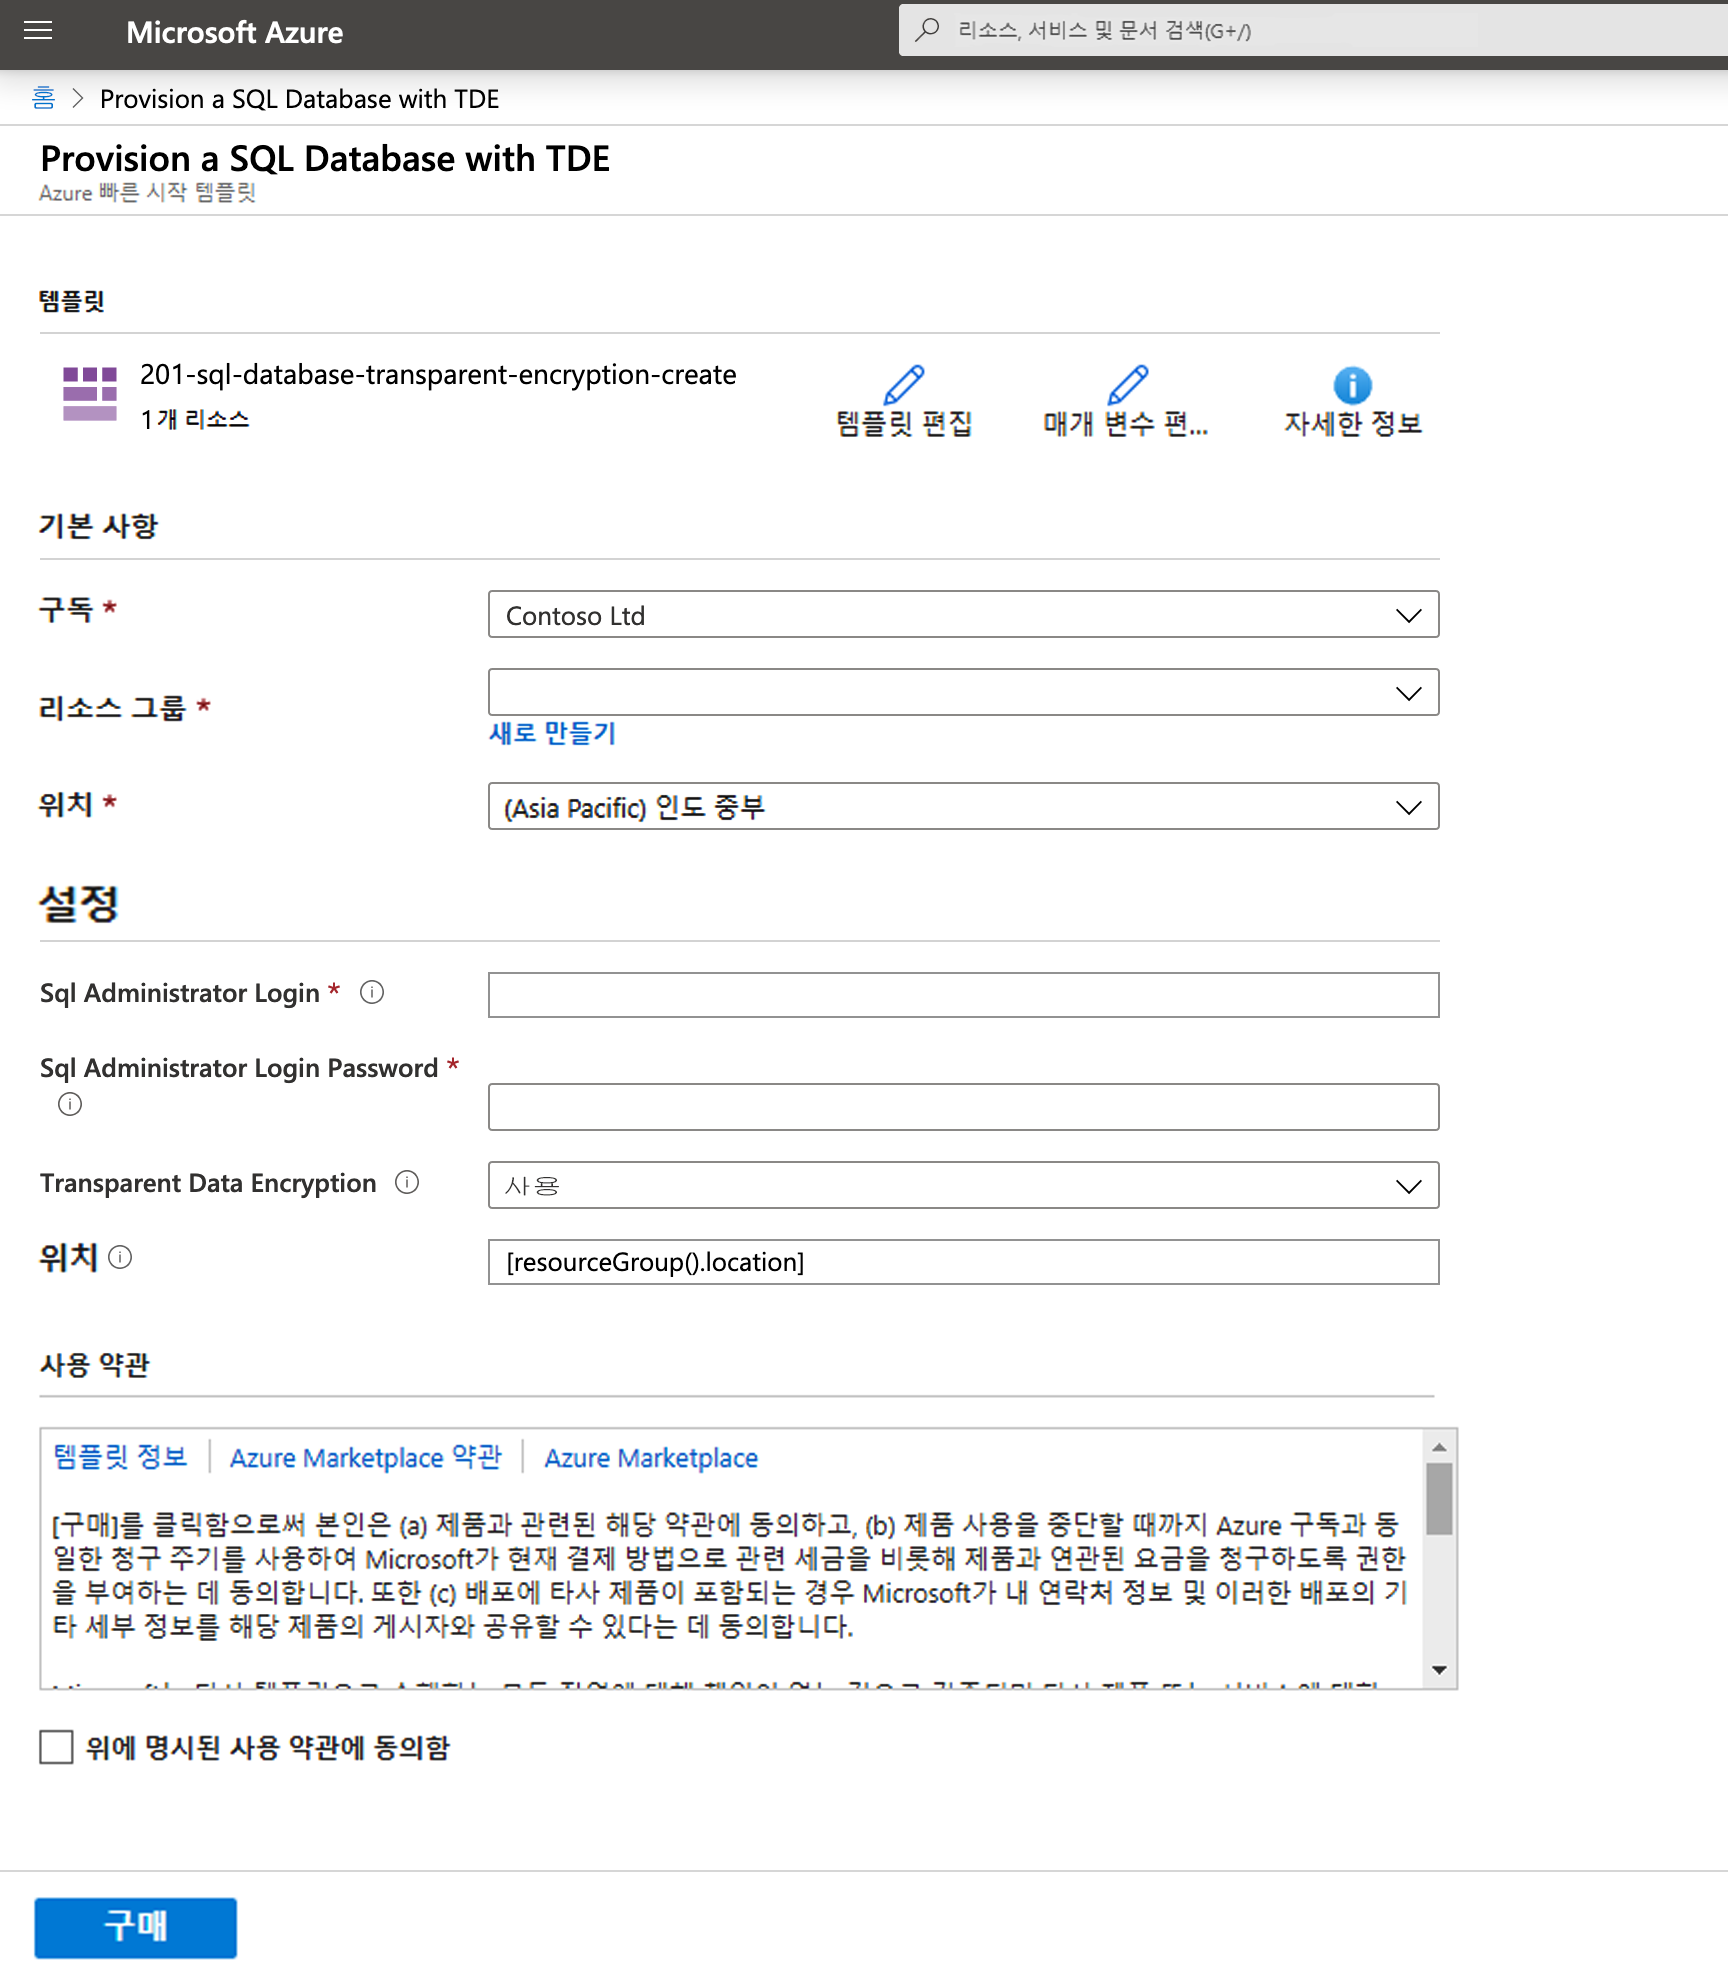 Microsoft Azure
리소스, 서비스 및 문서 검색(G+/)
홈 > Provision a SQL Database with TDE
Provision a SQL Database with TDE
Azure 빠른 시작 템플릿
템플릿
201-sql-database-transparent-encryption-create
1개 리소스
템플릿 편집
매개 변수 편...
자세한 정보
기본 사항
구독 *
Contoso Ltd
리소스 그룹 *
새로 만들기
위치 *
(Asia Pacific) 인도 중부
설정
Sql Administrator Login *
Sql Administrator Login Password *
Transparent Data Encryption
사용
위치
[resourceGroup().location]
사용 약관
템플릿 정보 | Azure Marketplace 약관 | Azure Marketplace
[구매]를 클릭함으로써 본인은 (a) 제품과 관련된 해당 약관에 동의하고, (b) 제품 사용을 중단할 때까지 Azure 구독과 동
일한 청구 주기를 사용하여 Microsoft가 현재 결제 방법으로 관련 세금을 비롯해 제품과 연관된 요금을 청구하도록 권한
을 부여하는 데 동의합니다. 또한 (c) 배포에 타사 제품이 포함되는 경우 Microsoft가 내 연락처 정보 및 이러한 배포의 기
타 세부 정보를 해당 제품의 게시자와 공유할 수 있다는 데 동의합니다.
위에 명시된 사용 약관에 동의함
구매